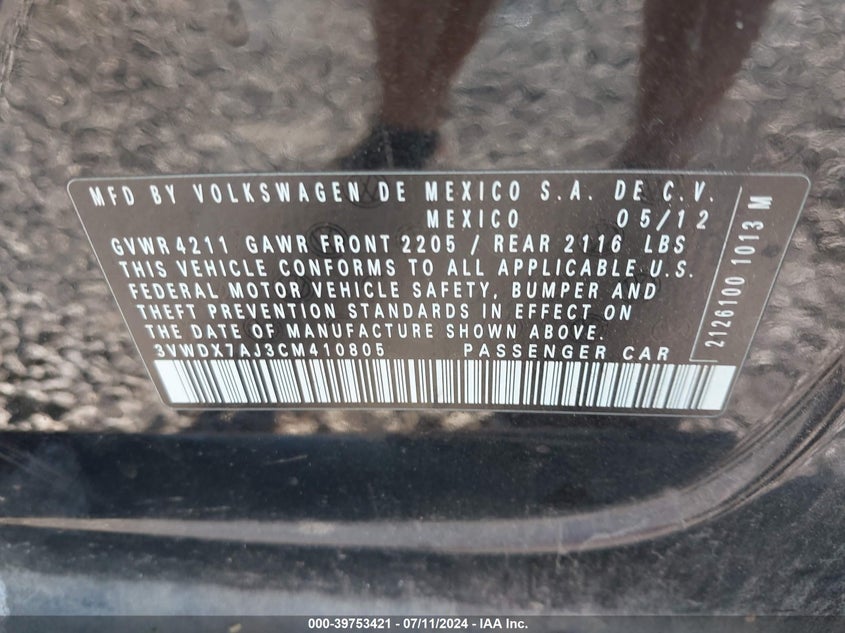 MFD BY VOLKSWAGEN DE MEXICO S.A. DE C.V.
MEXICO 05/12
GVWR 4211 GAWR FRONT 2205 / REAR 2116 LBS
THIS VEHICLE CONFORMS TO ALL APPLICABLE U.S.
FEDERAL MOTOR VEHICLE SAFETY, BUMPER AND
THEFT PREVENTION STANDARDS IN EFFECT ON
THE DATE OF MANUFACTURE SHOWN ABOVE.
3VWDX7AJ3CM410805 PASSENGER CAR
2126100 1013 M
000-39753421 - 07/11/2024 - IAA Inc.